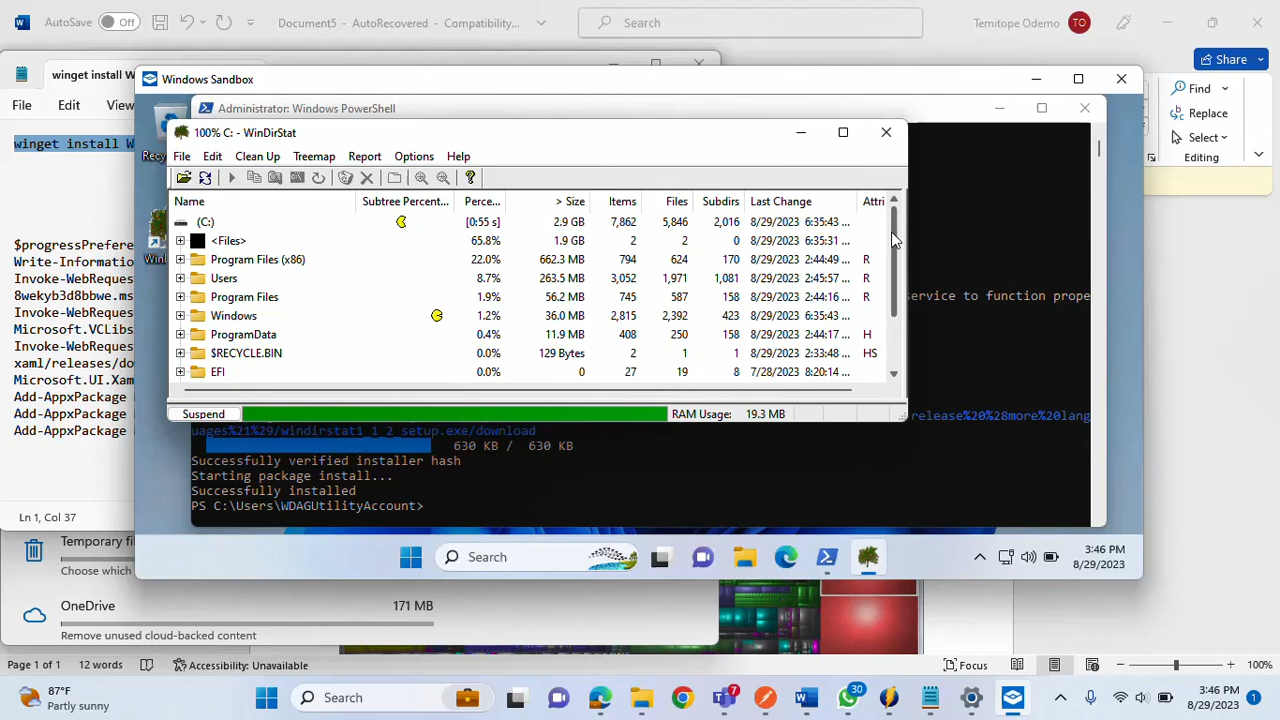 AutoSave Off Document5 • AutoRecovered • Compatibility... Search Temitope Odemo TO
winget install W
File Edit View
Share
Find
Replace
Select
Editing
winget install W
$progressPrefere
Write-Informatio
Invoke-WebReques
8wekyb3d8bbwe.ms
Invoke-WebReques
Microsoft.VCLibs
Invoke-WebReques
xaml/releases/do
Microsoft.UI.Xam
Add-AppxPackage
Add-AppxPackage
Add-AppxPackage
Ln 1, Col 37
Windows Sandbox
Administrator: Windows PowerShell
Recy
100% C: - WinDirStat
File Edit Clean Up Treemap Report Options Help
Name Subtree Percent... Perce... > Size Items Files Subdirs Last Change Attri
(C:) [0:55 s] 2.9 GB 7,862 5,846 2,016 8/29/2023 6:35:43 ...
<Files> 65.8% 1.9 GB 2 2 0 8/29/2023 6:35:31 ...
Program Files (x86) 22.0% 662.3 MB 794 624 170 8/29/2023 2:44:49 ... R
Users 8.7% 263.5 MB 3,052 1,971 1,081 8/29/2023 2:45:57 ... R
Program Files 1.9% 56.2 MB 745 587 158 8/29/2023 2:44:16 ... R
Windows 1.2% 36.0 MB 2,815 2,392 423 8/29/2023 6:35:43 ...
ProgramData 0.4% 11.9 MB 408 250 158 8/29/2023 2:44:17 ... H
$RECYCLE.BIN 0.0% 129 Bytes 2 1 1 8/29/2023 2:33:48 ... HS
EFI 0.0% 0 27 19 8 7/28/2023 8:20:14 ...
Suspend RAM Usage: 19.3 MB
service to function prope
release%20%28more%20lang
uages%21%29/windirstat1_1_2_setup.exe/download
630 KB / 630 KB
Successfully verified installer hash
Starting package install...
Successfully installed
PS C:\Users\WDAGUtilityAccount>
Search
3:46 PM
8/29/2023
Temporary fi
Choose which
OneDrive 171 MB
Remove unused cloud-backed content
Page 1 of 1 12 words Accessibility: Unavailable Focus 100%
87°F
Partly sunny
Search
7
30
3:46 PM
8/29/2023
1